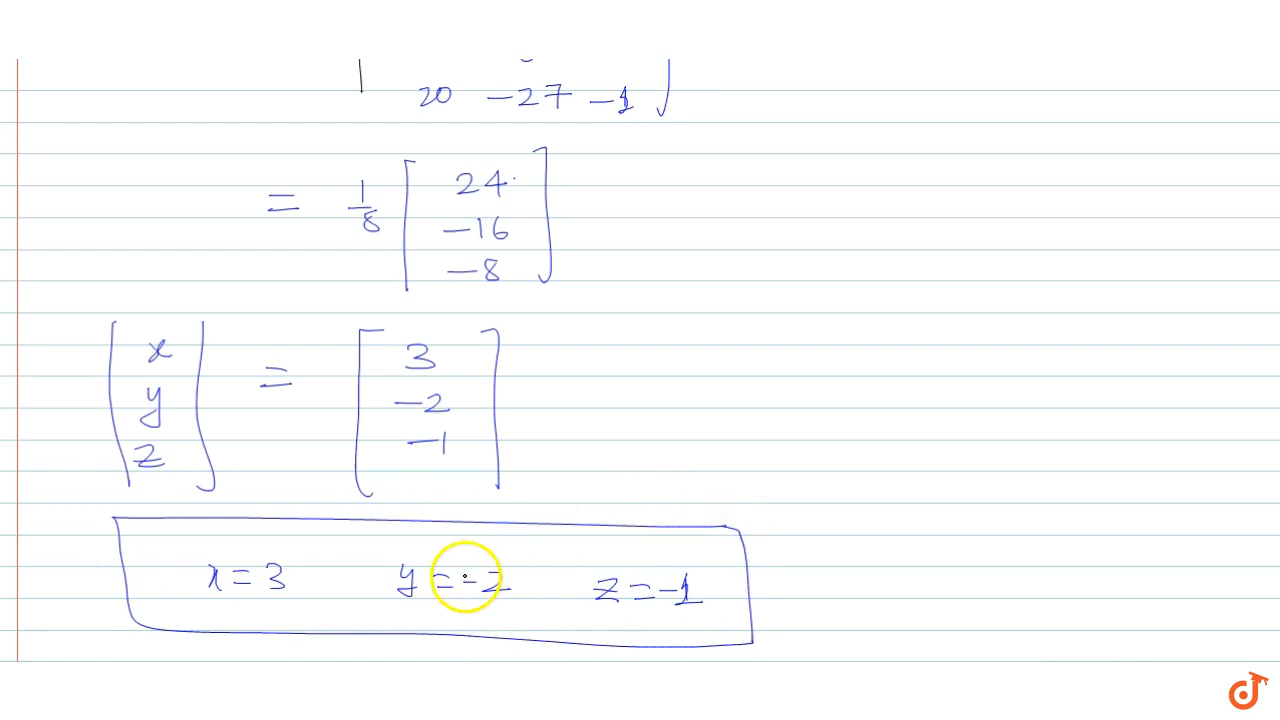 20 -27 -1
= 1/8 [ 24
-16
-8 ]
[ x
y
z ] = [ 3
-2
-1 ]
x = 3 y = -2 z = -1